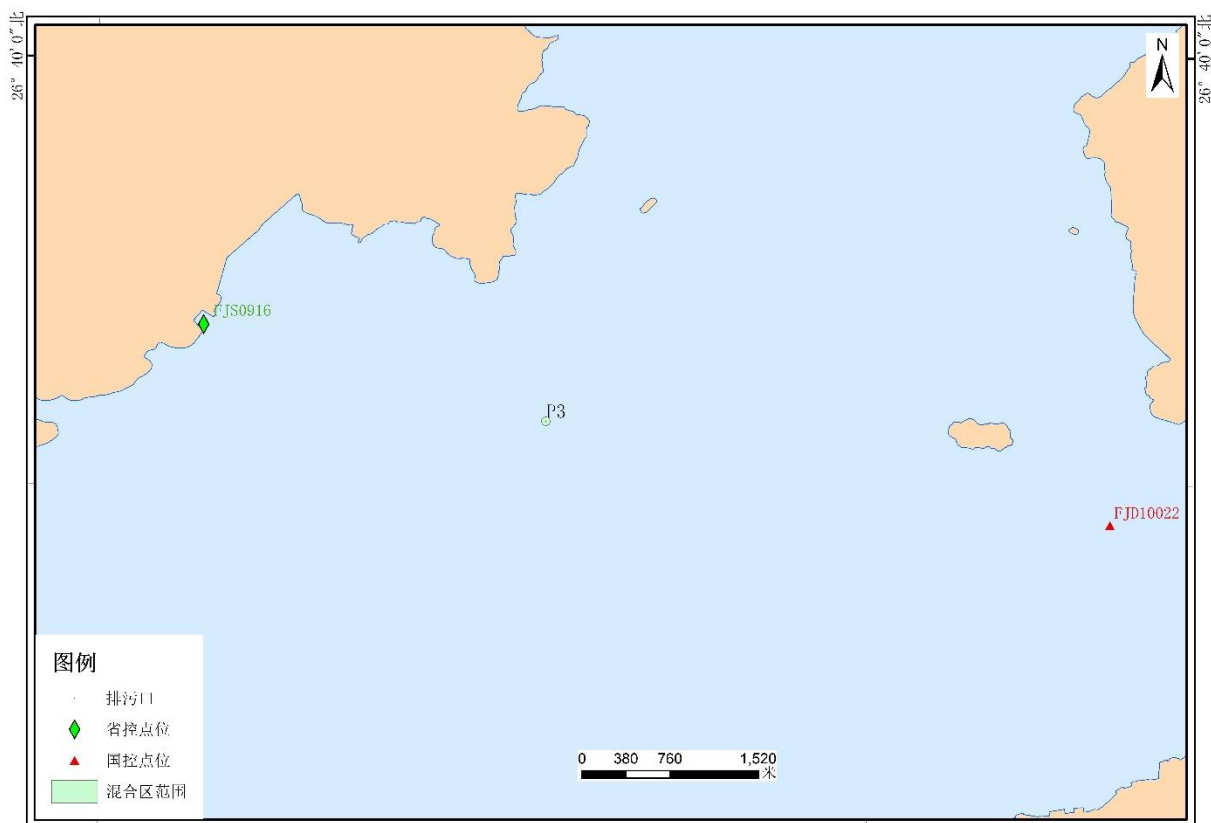 26° 40′ 0″北
26° 40′ 0″北
N
FJS0916
P3
FJD10022
图例
排污口
省控点位
国控点位
混合区范围
0 380 760 1,520
米